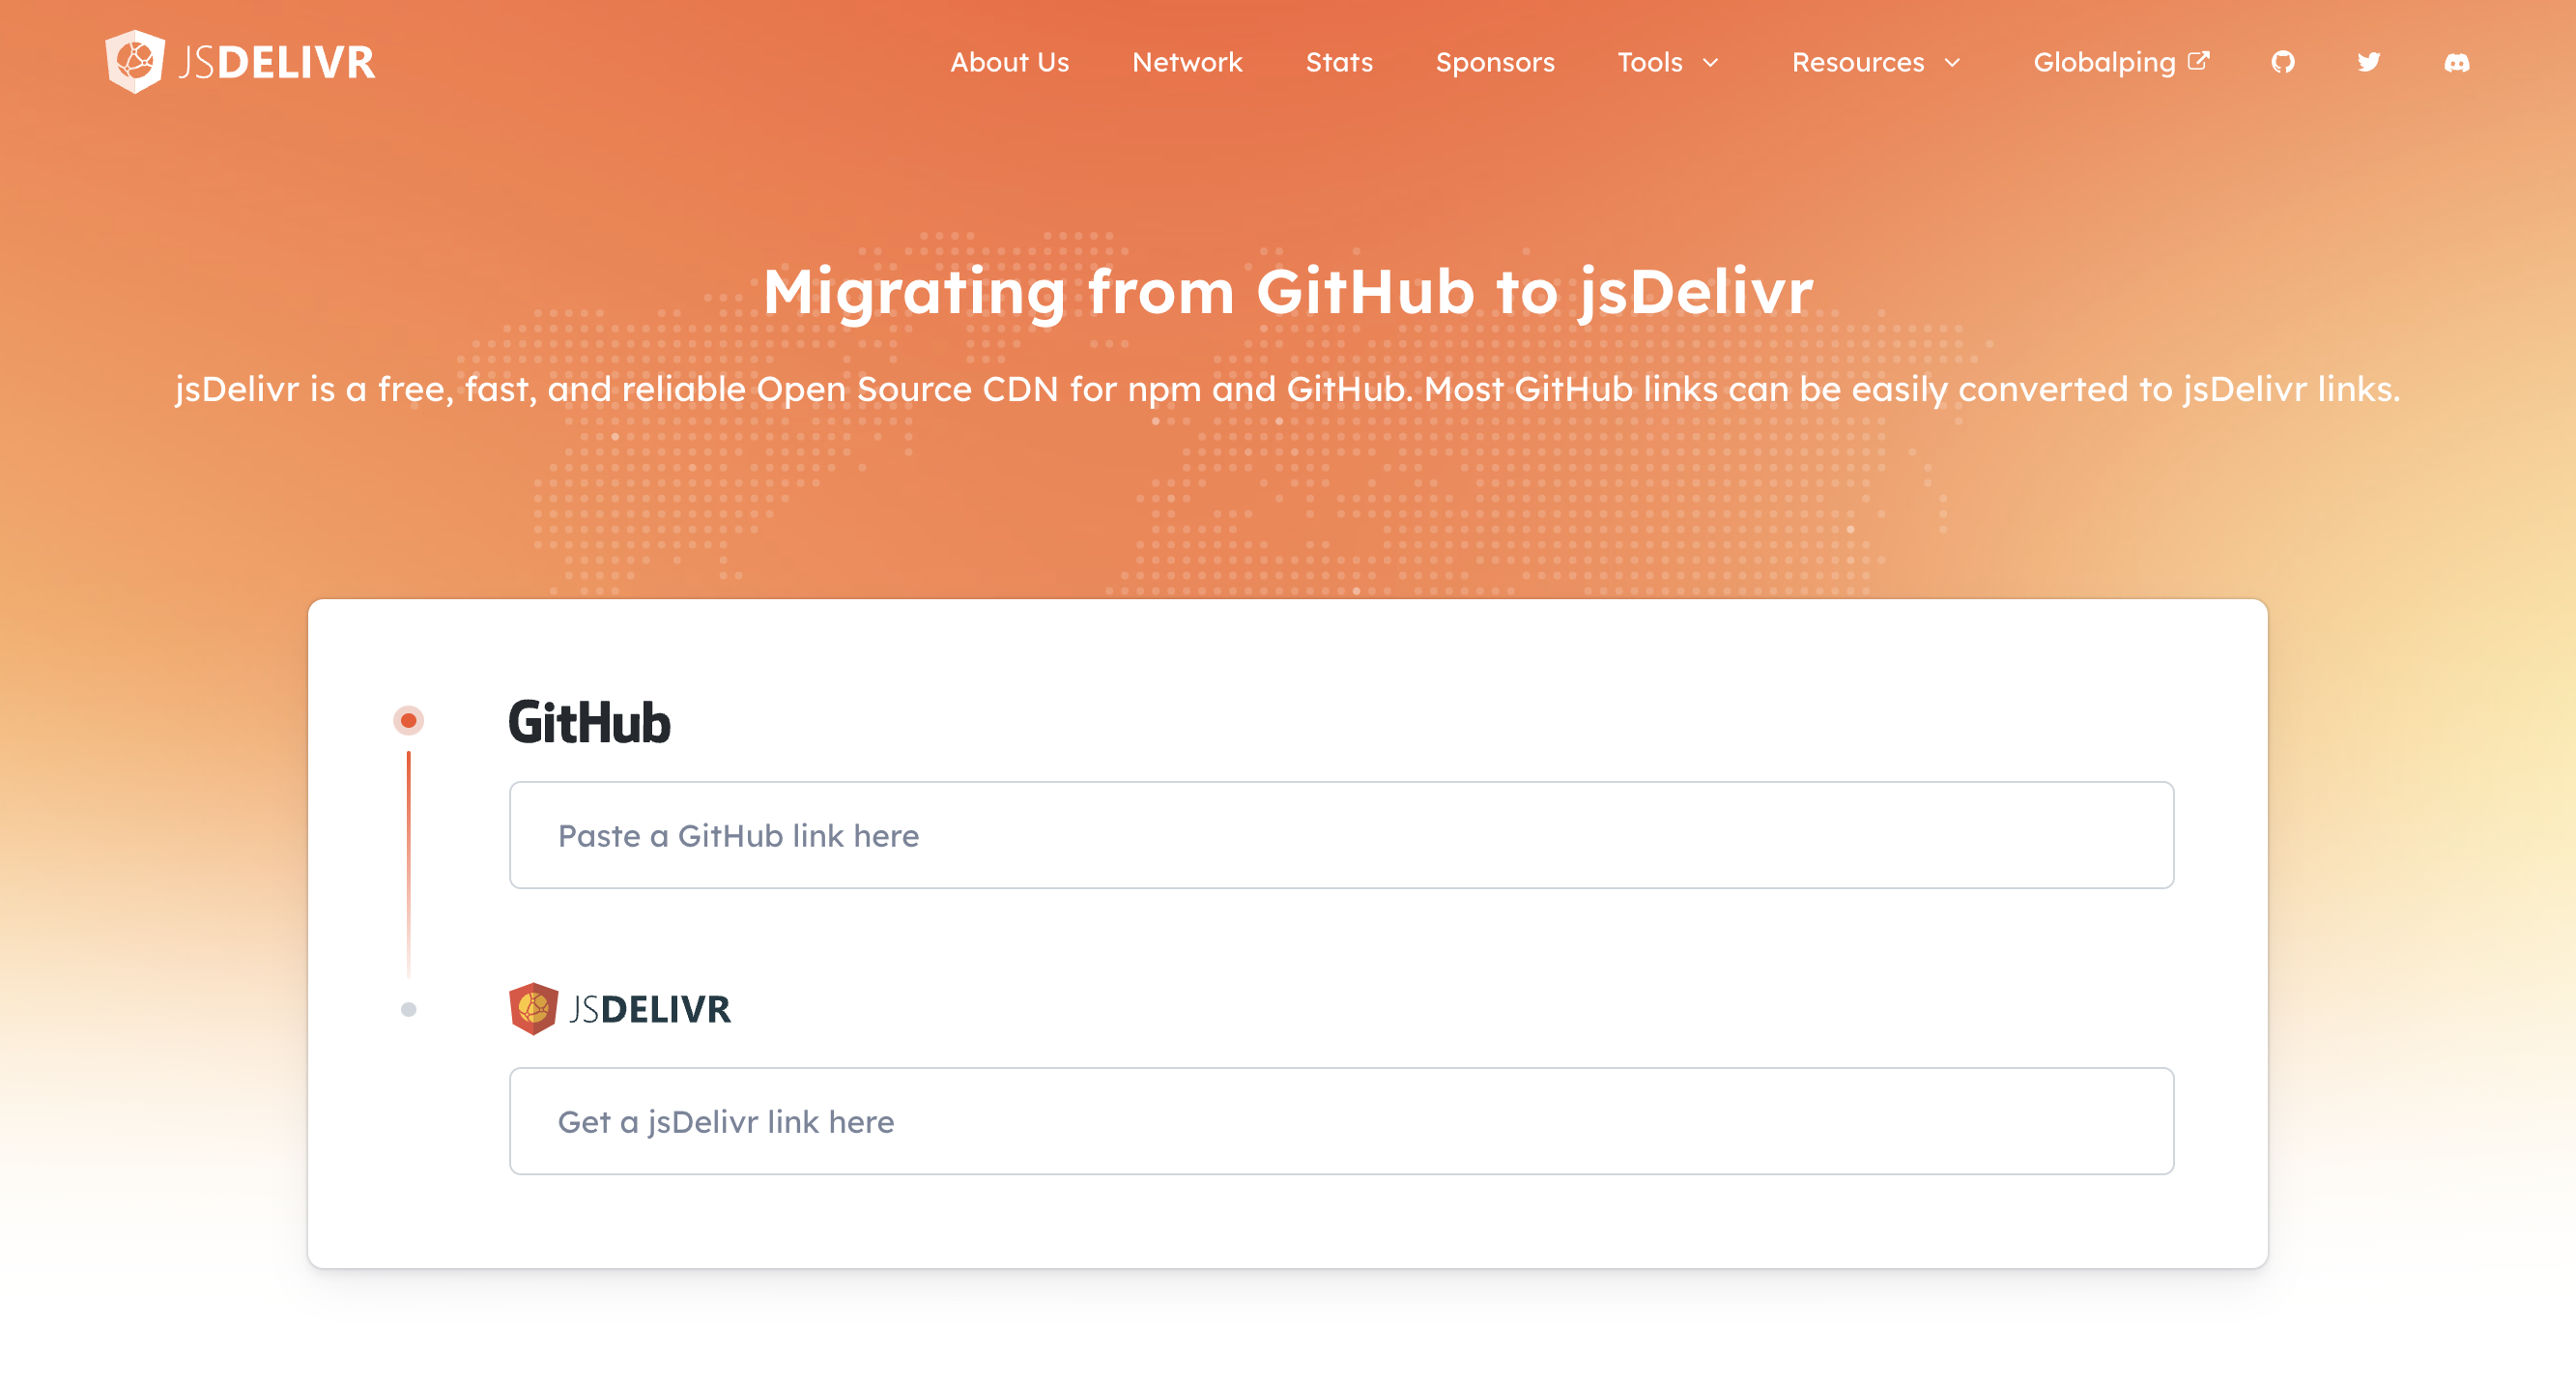 JSDELIVR
About Us Network Stats Sponsors Tools Resources Globalping
Migrating from GitHub to jsDelivr
jsDelivr is a free, fast, and reliable Open Source CDN for npm and GitHub. Most GitHub links can be easily converted to jsDelivr links.
GitHub
Paste a GitHub link here
JSDELIVR
Get a jsDelivr link here